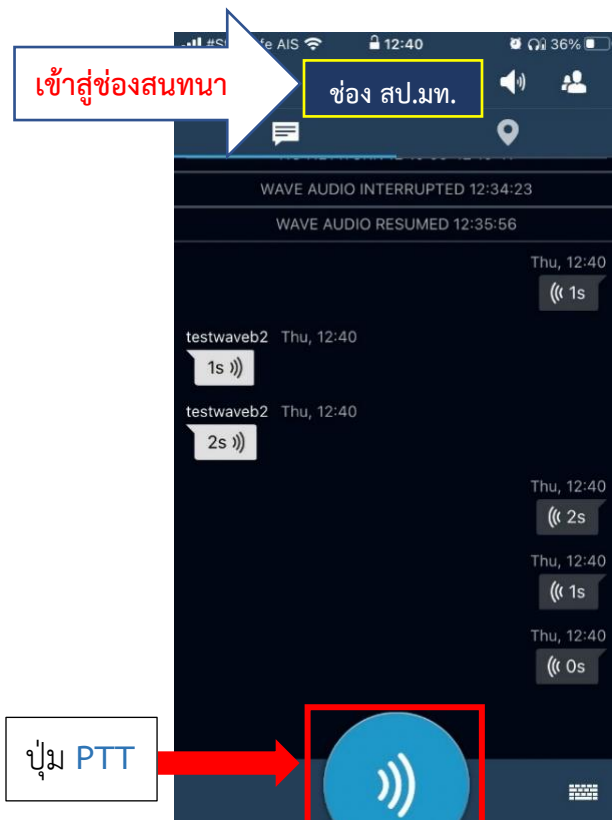 AIS 12:40 36%
เข้าสู่ช่องสนทนา
ช่อง สป.มท.
WAVE AUDIO INTERRUPTED 12:34:23
WAVE AUDIO RESUMED 12:35:56
Thu, 12:40
1s
testwaveb2 Thu, 12:40
1s
testwaveb2 Thu, 12:40
2s
Thu, 12:40
2s
Thu, 12:40
1s
Thu, 12:40
0s
ปุ่ม PTT